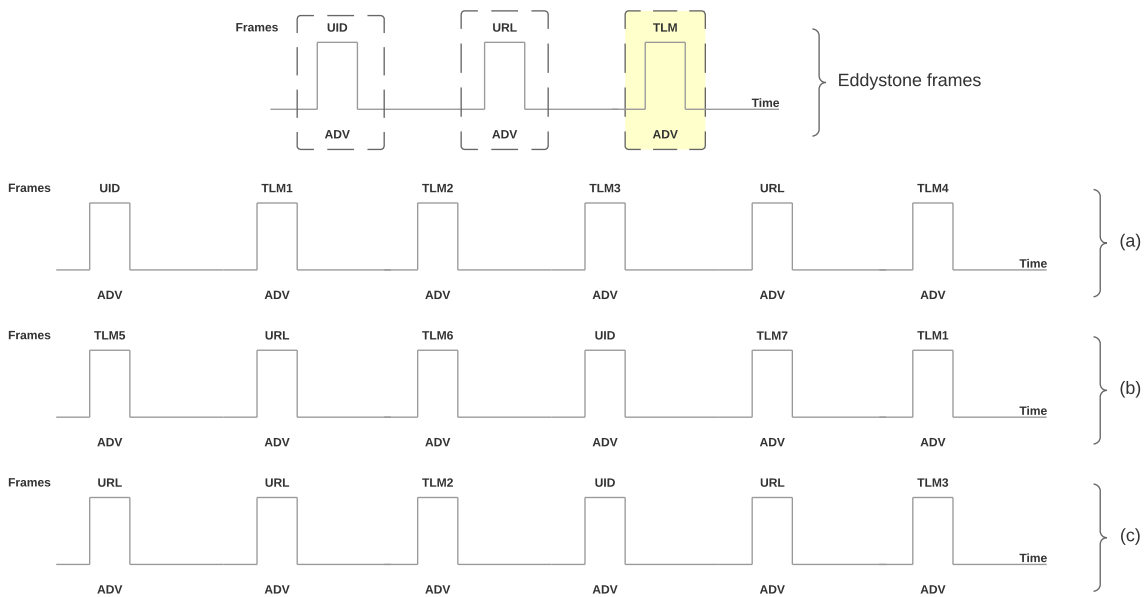 Frames UID URL TLM
Time
Eddystone frames
ADV ADV ADV
Frames UID TLM1 TLM2 TLM3 URL TLM4
(a)
Time
ADV ADV ADV ADV ADV ADV
Frames TLM5 URL TLM6 UID TLM7 TLM1
(b)
Time
ADV ADV ADV ADV ADV ADV
Frames URL URL TLM2 UID URL TLM3
(c)
Time
ADV ADV ADV ADV ADV ADV